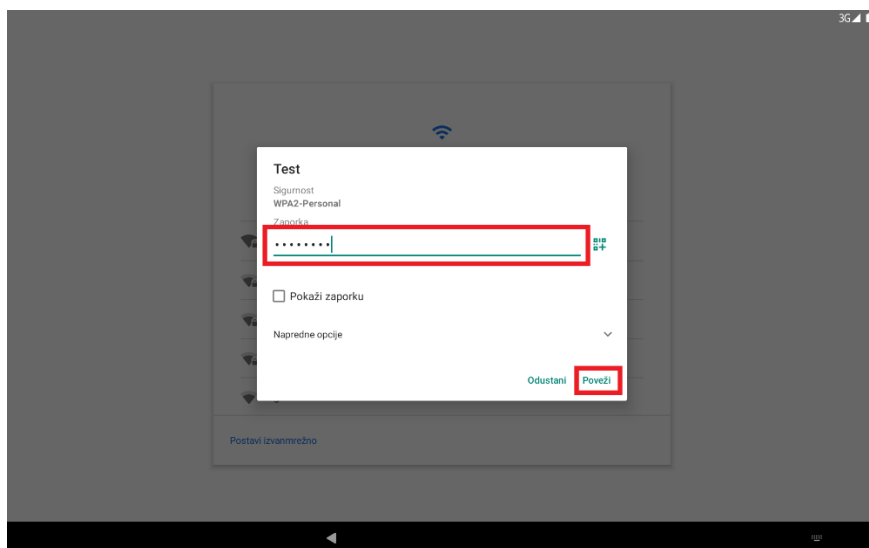 3G
Test
Sigurnost
WPA2-Personal
Zaporka
Pokaži zaporku
Napredne opcije
Odustani Poveži
Postavi izvanmrežno